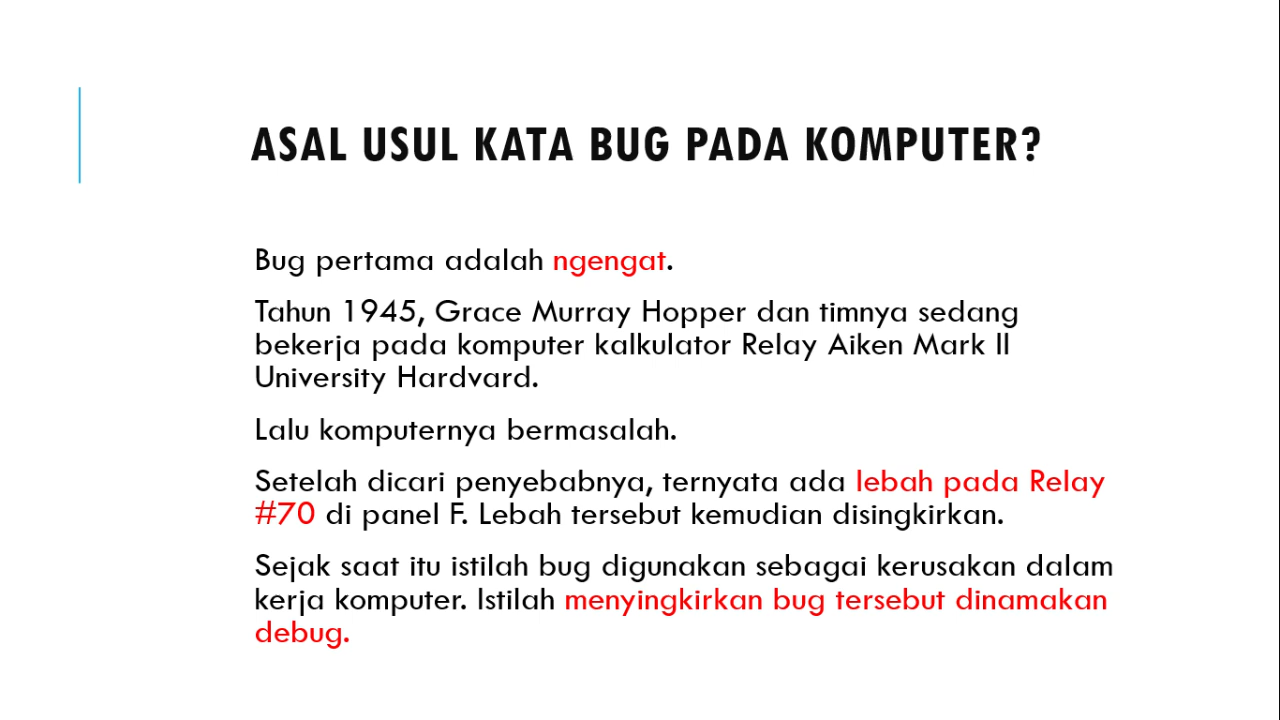 ASAL USUL KATA BUG PADA KOMPUTER?
Bug pertama adalah ngengat.
Tahun 1945, Grace Murray Hopper dan timnya sedang
bekerja pada komputer kalkulator Relay Aiken Mark II
University Hardvard.
Lalu komputernya bermasalah.
Setelah dicari penyebabnya, ternyata ada lebah pada Relay
#70 di panel F. Lebah tersebut kemudian disingkirkan.
Sejak saat itu istilah bug digunakan sebagai kerusakan dalam
kerja komputer. Istilah menyingkirkan bug tersebut dinamakan
debug.